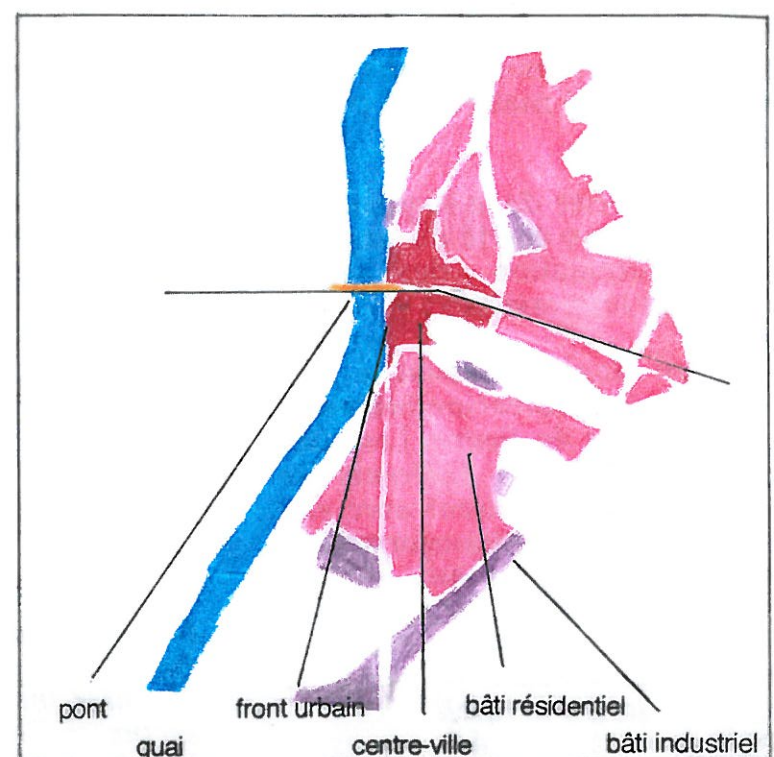 pont front urbain bâti résidentiel
quai centre-ville bâti industriel